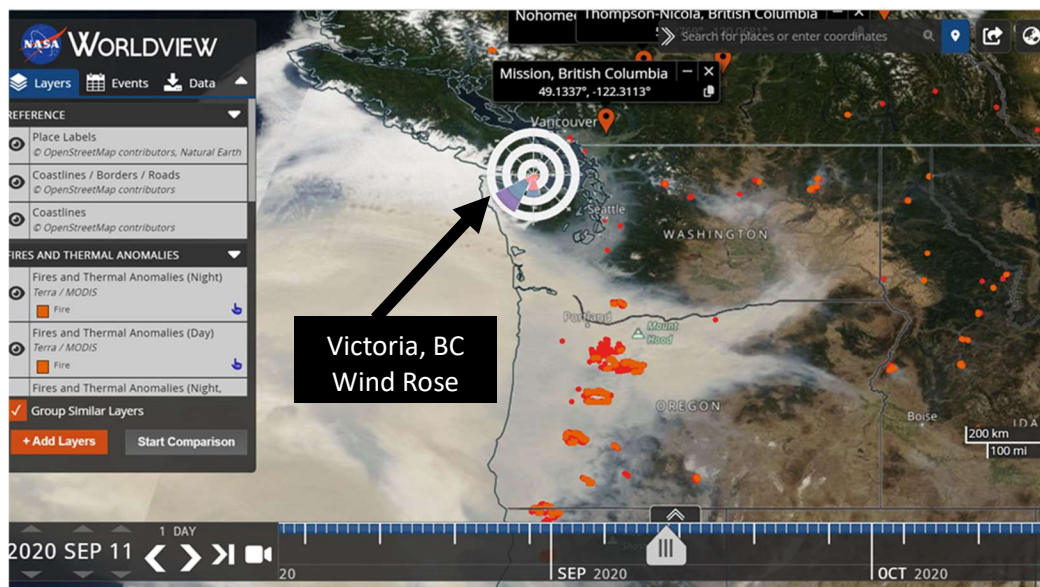 Nohome
Thompson-Nicola, British Columbia
NASA WORLDVIEW
Search for places or enter coordinates
Layers
Events
Data
Mission, British Columbia
49.1337°, -122.3113°
REFERENCE
Place Labels
© OpenStreetMap contributors, Natural Earth
Vancouver
Coastlines / Borders / Roads
© OpenStreetMap contributors
Coastlines
© OpenStreetMap contributors
Seattle
WASHINGTON
FIRES AND THERMAL ANOMALIES
Fires and Thermal Anomalies (Night)
Terra / MODIS
Fire
Portland
Mount
Hood
Fires and Thermal Anomalies (Day)
Terra / MODIS
Fire
Victoria, BC
Wind Rose
Fires and Thermal Anomalies (Night,
Group Similar Layers
OREGON
Boise
IDA
+ Add Layers
Start Comparison
200 km
100 mi
1 DAY
2020 SEP 11
20
SEP 2020
OCT 2020